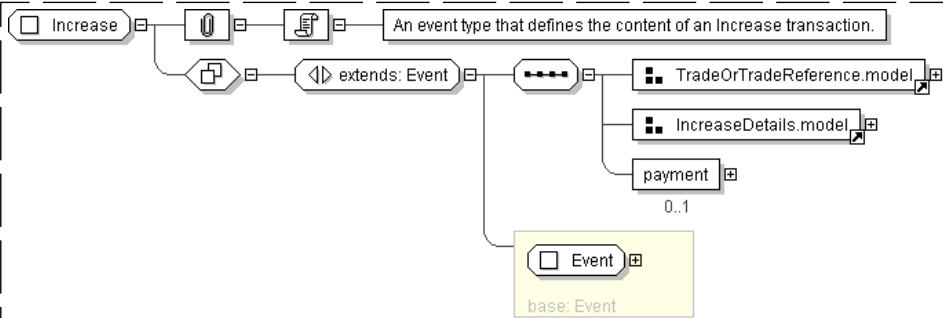 Increase
An event type that defines the content of an Increase transaction.
extends: Event
TradeOrTradeReference.model
IncreaseDetails.model
payment
0..1
Event
base: Event